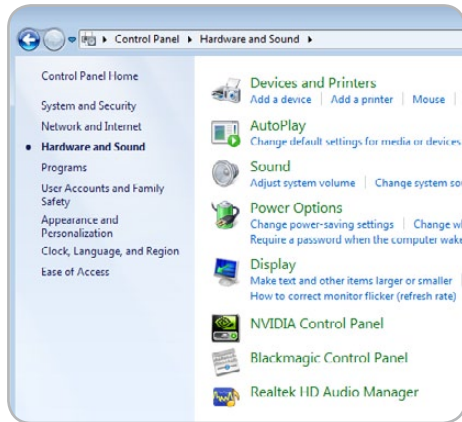 Control Panel ▸ Hardware and Sound ▸
Control Panel Home
System and Security
Network and Internet
Hardware and Sound
Programs
User Accounts and Family
Safety
Appearance and
Personalization
Clock, Language, and Region
Ease of Access
Devices and Printers
Add a device | Add a printer | Mouse
AutoPlay
Change default settings for media or devices
Sound
Adjust system volume | Change system
Power Options
Change power-saving settings | Change
Require a password when the computer
Display
Make text and other items larger or smaller
How to correct monitor flicker (refresh rate)
NVIDIA Control Panel
Blackmagic Control Panel
Realtek HD Audio Manager